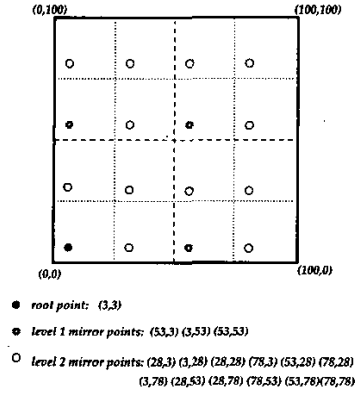 (0,100) (100,100)
(0,0) (100,0)
root point: (3,3)
level 1 mirror points: (53,3) (3,53) (53,53)
level 2 mirror points: (28,3) (3,28) (28,28) (78,3) (53,28) (78,28)
(3,78) (28,53) (28,78) (78,53) (53,78)(78,78)